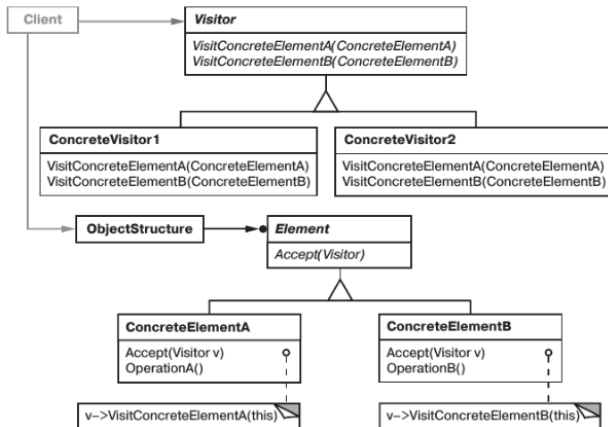 Client
Visitor
VisitConcreteElementA(ConcreteElementA)
VisitConcreteElementB(ConcreteElementB)
ConcreteVisitor1
VisitConcreteElementA(ConcreteElementA)
VisitConcreteElementB(ConcreteElementB)
ConcreteVisitor2
VisitConcreteElementA(ConcreteElementA)
VisitConcreteElementB(ConcreteElementB)
ObjectStructure
Element
Accept(Visitor)
ConcreteElementA
Accept(Visitor v)
OperationA()
v->VisitConcreteElementA(this)
ConcreteElementB
Accept(Visitor v)
OperationB()
v->VisitConcreteElementB(this)